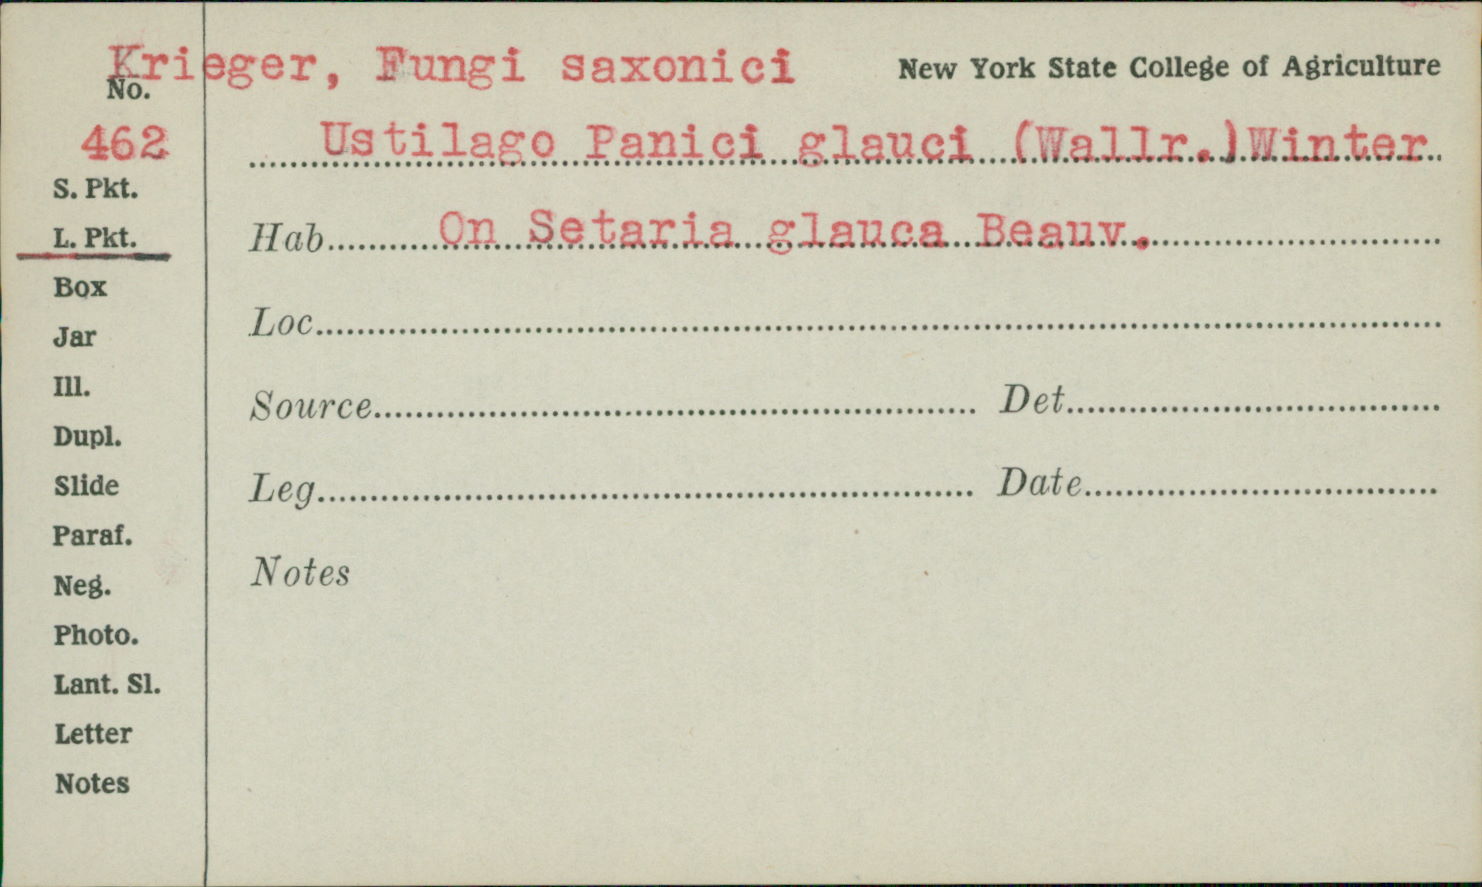 Krieger, Fungi saxonici New York State College of Agriculture
No.
462 Ustilago Panici glauci (Wallr.)Winter
S. Pkt.
L. Pkt. Hab On Setaria glauca Beauv.
Box
Loc
Jar
Ill.
Source Det
Dupl.
Slide Leg Date
Paraf.
Neg. Notes
Photo.
Lant. Sl.
Letter
Notes